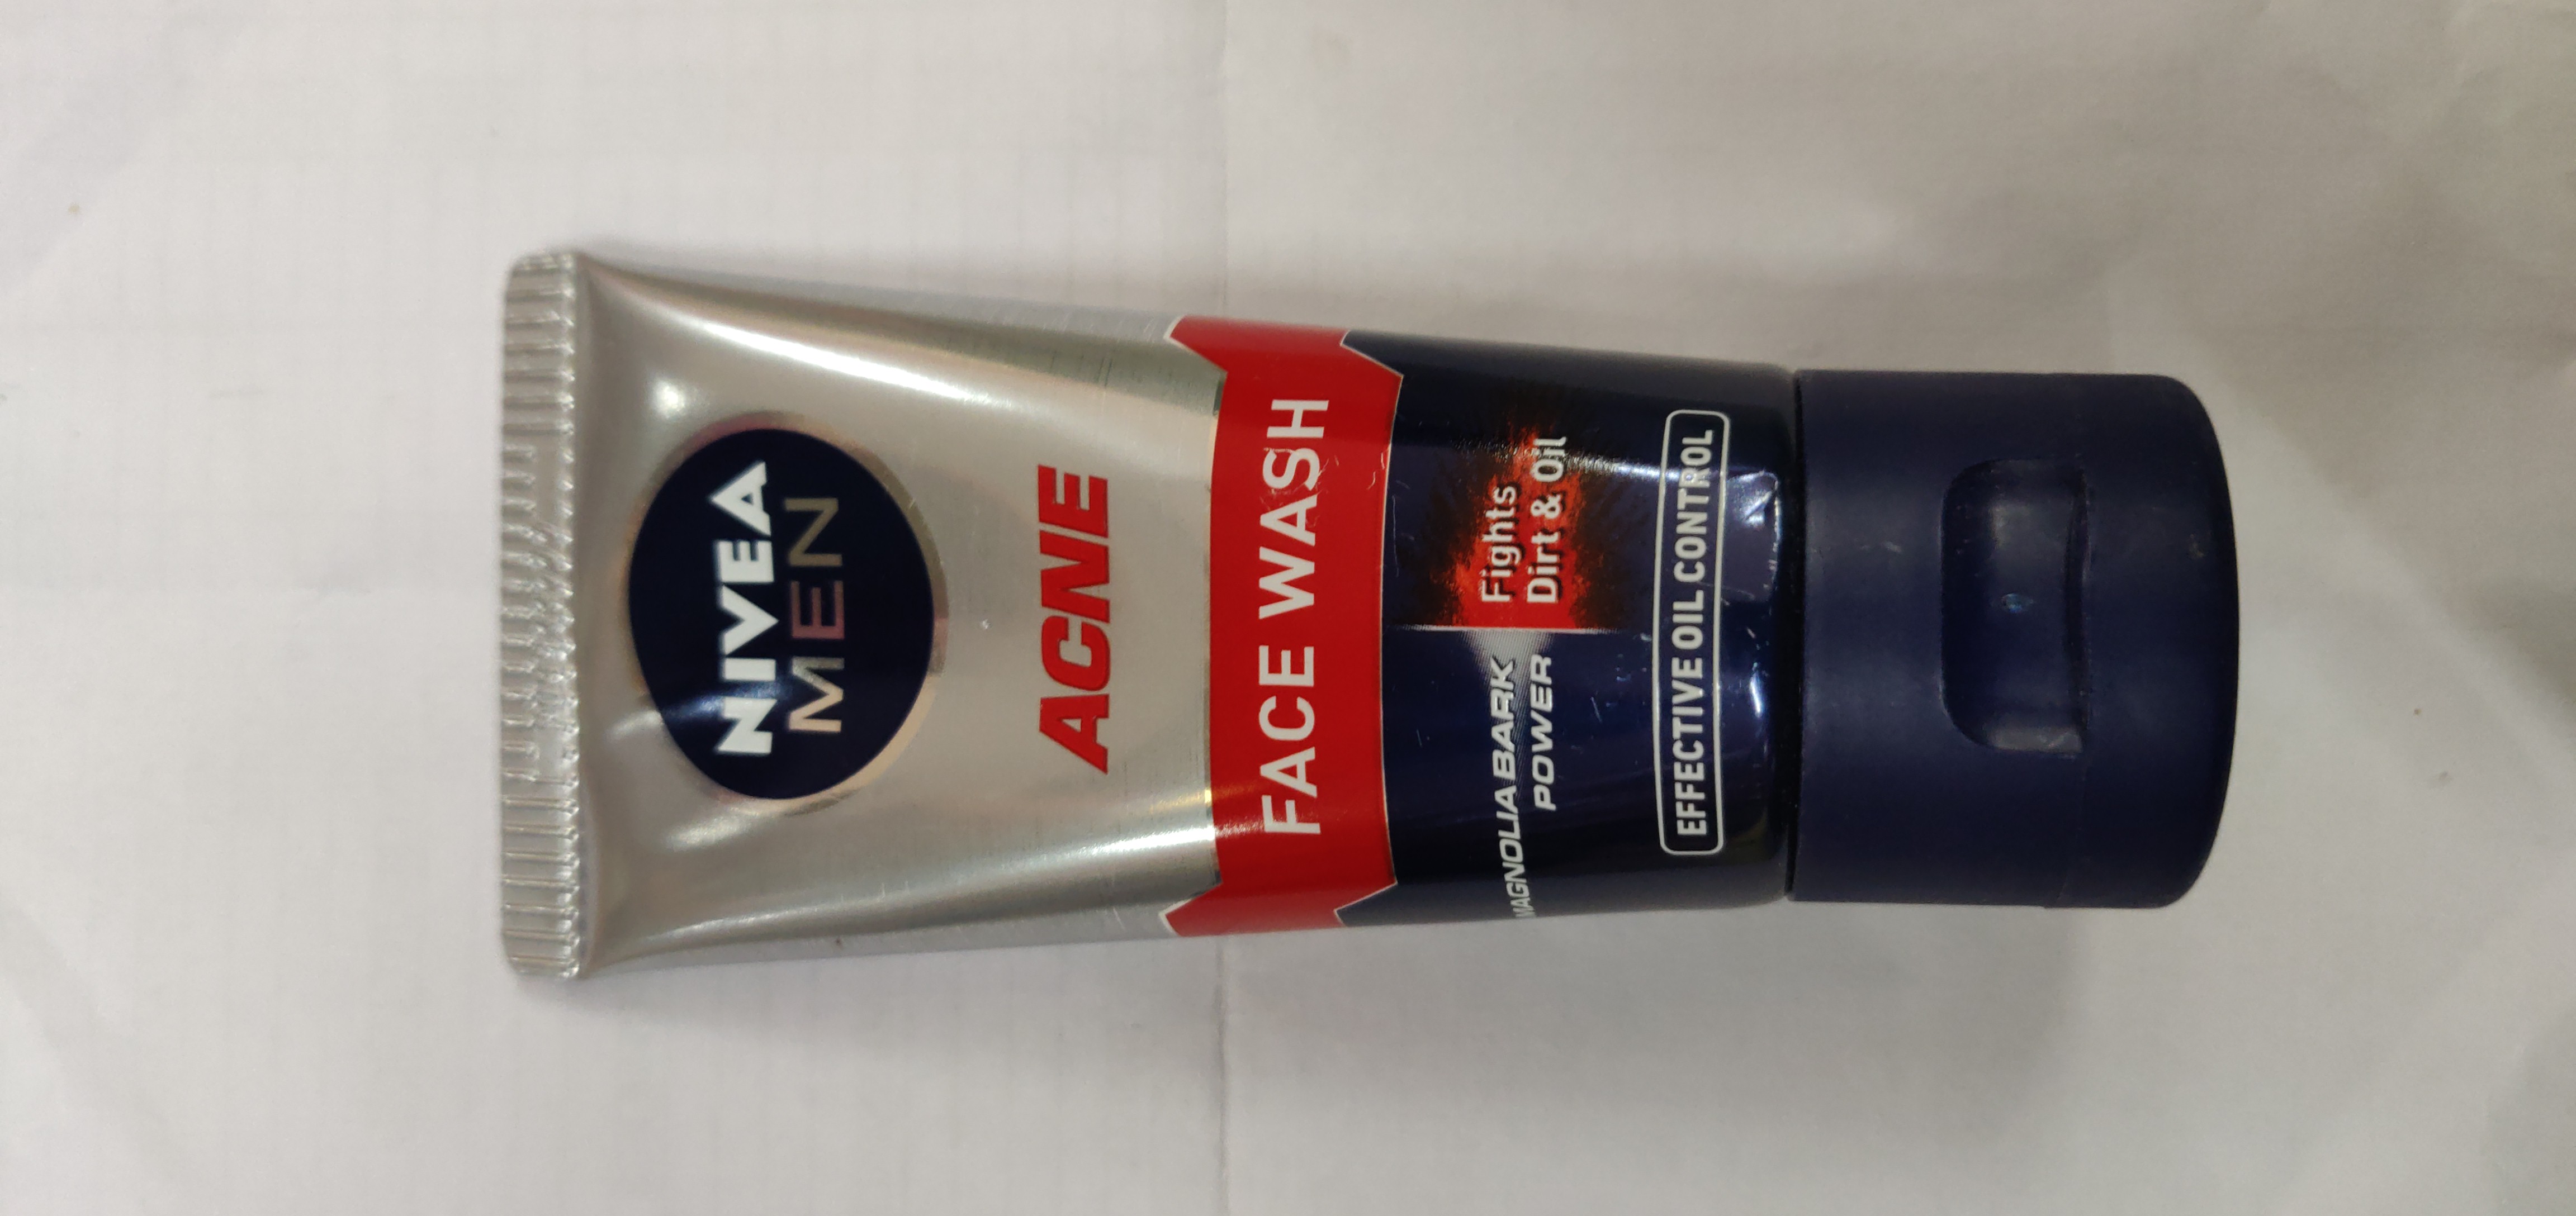 NIVEA
MEN
ACNE
FACE WASH
MAGNOLIA BARK
POWER
Fights
Dirt & Oil
EFFECTIVE OIL CONTROL